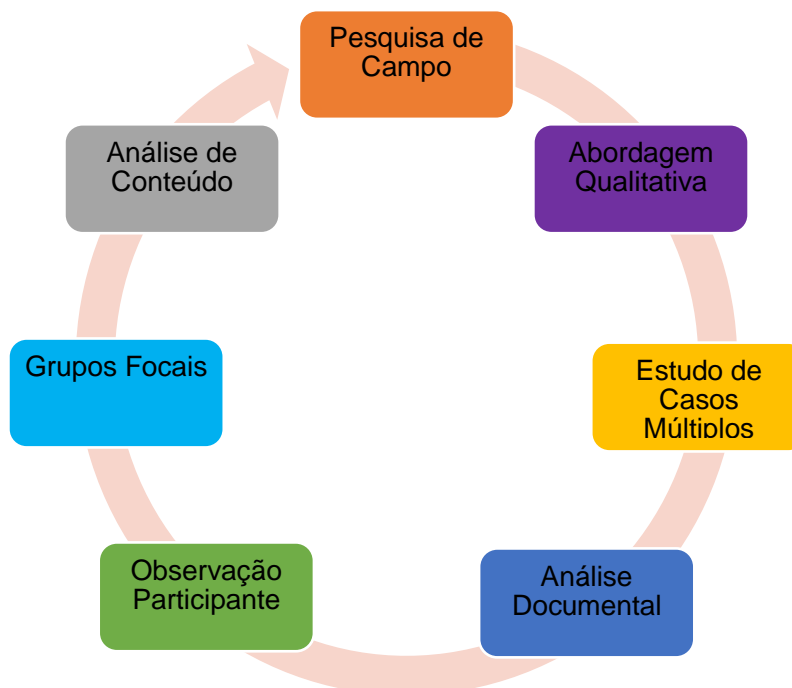 Pesquisa de
Campo
Abordagem
Qualitativa
Estudo de
Casos
Múltiplos
Análise
Documental
Observação
Participante
Grupos Focais
Análise de
Conteúdo